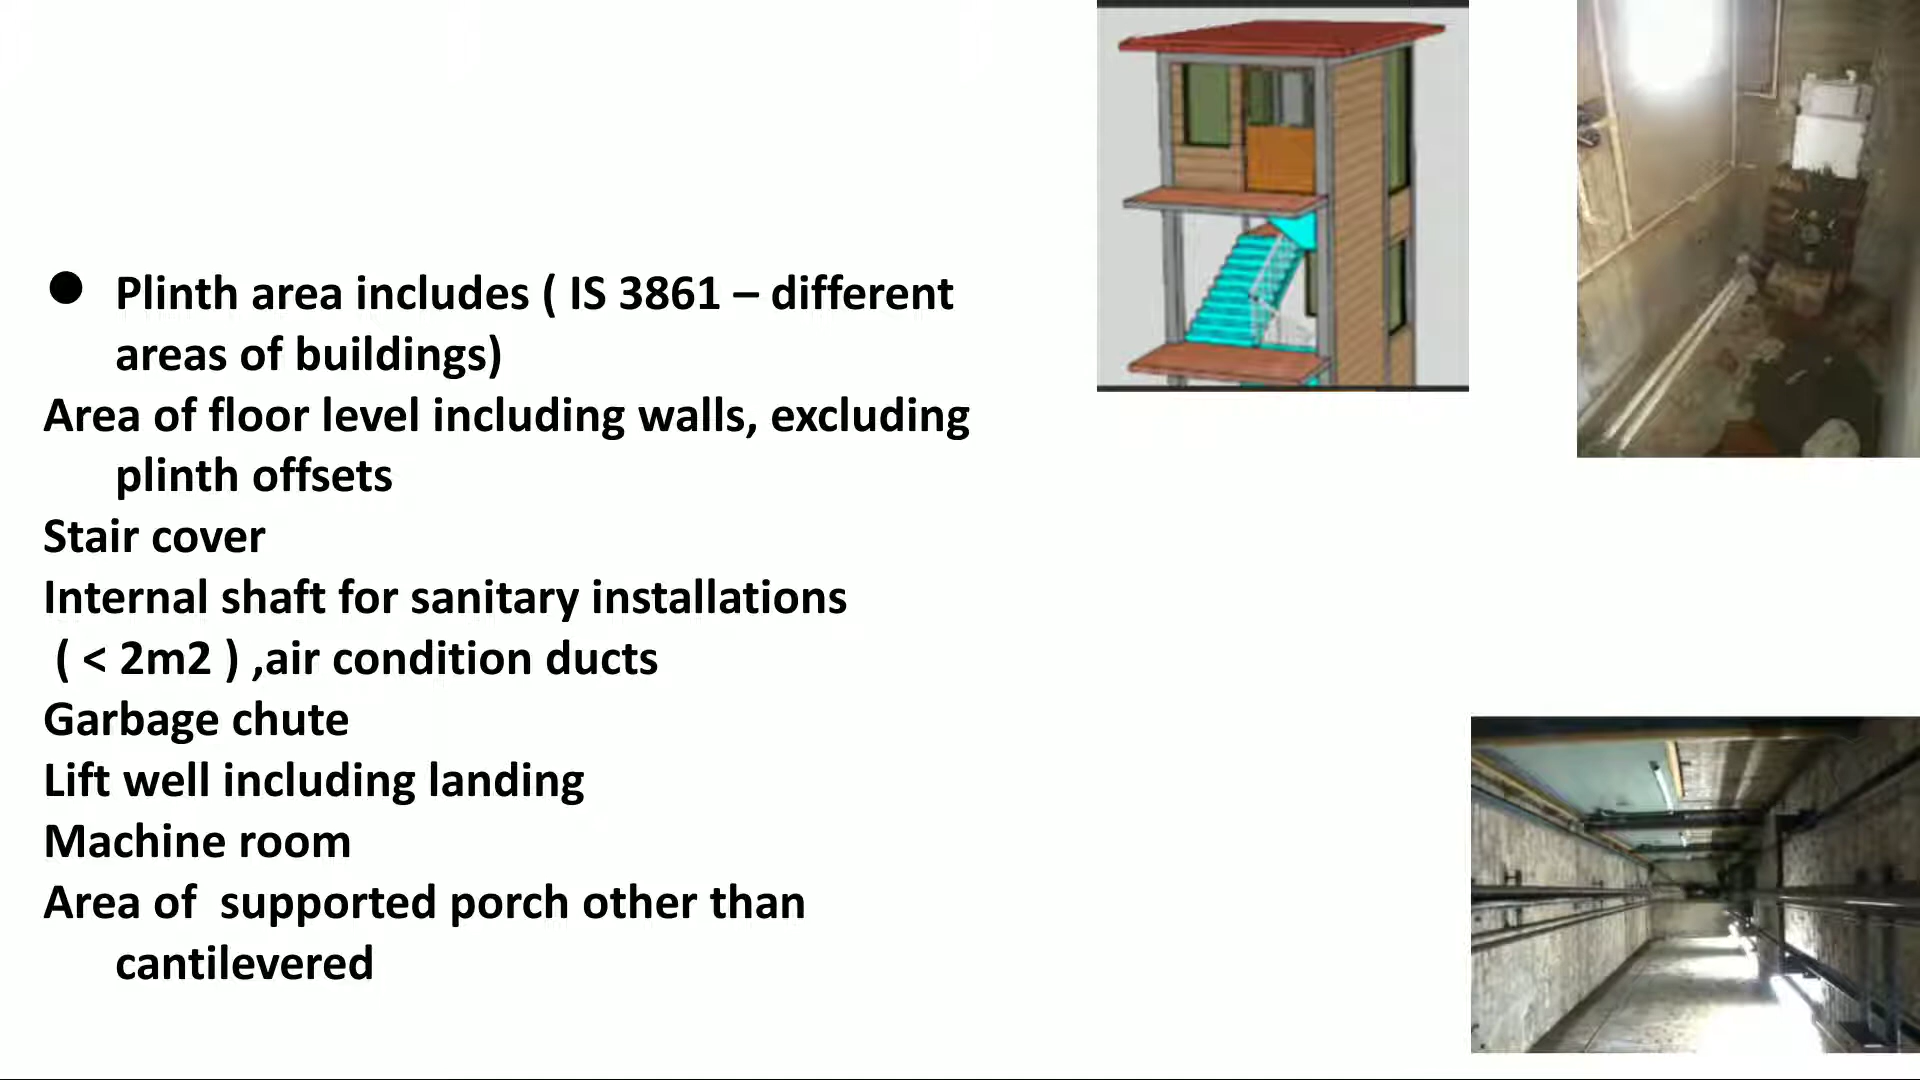 ● Plinth area includes ( IS 3861 – different
areas of buildings)
Area of floor level including walls, excluding
plinth offsets
Stair cover
Internal shaft for sanitary installations
( < 2m2 ) ,air condition ducts
Garbage chute
Lift well including landing
Machine room
Area of  supported porch other than
cantilevered